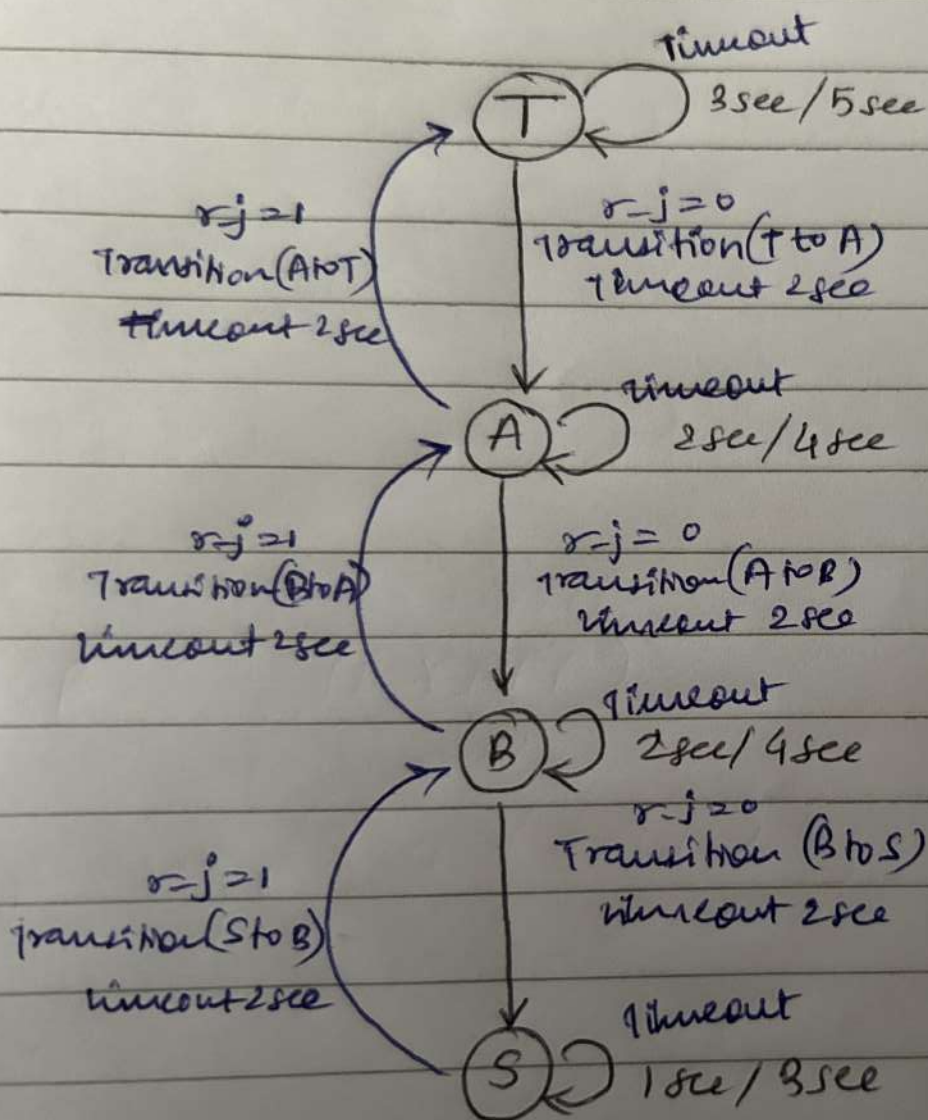 Timeout
T
3sec/5sec
r-j=1
Transition(AtoT)
timeout 2sec
r-j=0
Transition(T to A)
Timeout 2sec
timeout
A
2sec/4sec
r-j=1
Transition(BtoA)
timeout 2sec
r-j=0
transition(A to B)
timeout 2sec
Timeout
B
2sec/4sec
r-j=0
Transition (B to S)
timeout 2sec
r-j=1
transition(S to B)
timeout 2sec
Timeout
S
1sec/3sec